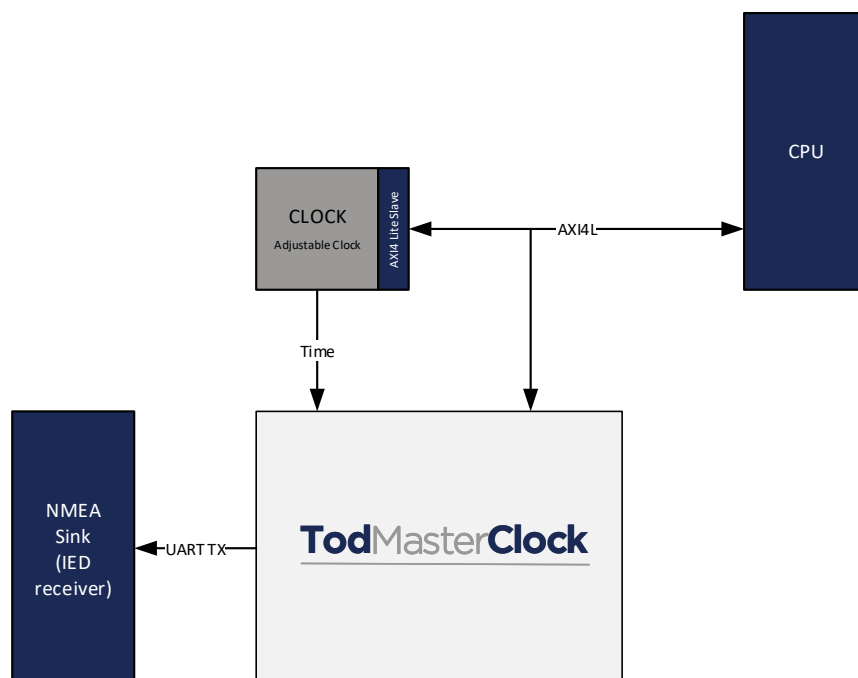 CPU
CLOCK
Adjustable Clock
AXI4 Lite Slave
AXI4L
Time
NMEA
Sink
(IED
receiver)
UART TX
TodMasterClock